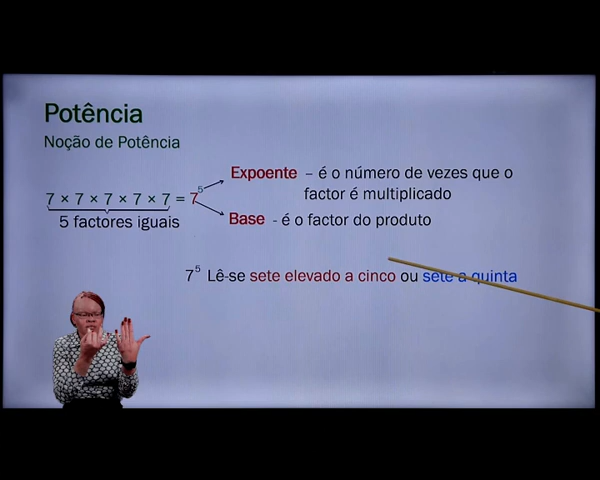 Potência
Noção de Potência
7 × 7 × 7 × 7 × 7 = 7⁵
5 factores iguais
Expoente – é o número de vezes que o
factor é multiplicado
Base - é o factor do produto
7⁵ Lê-se sete elevado a cinco ou sete a quinta